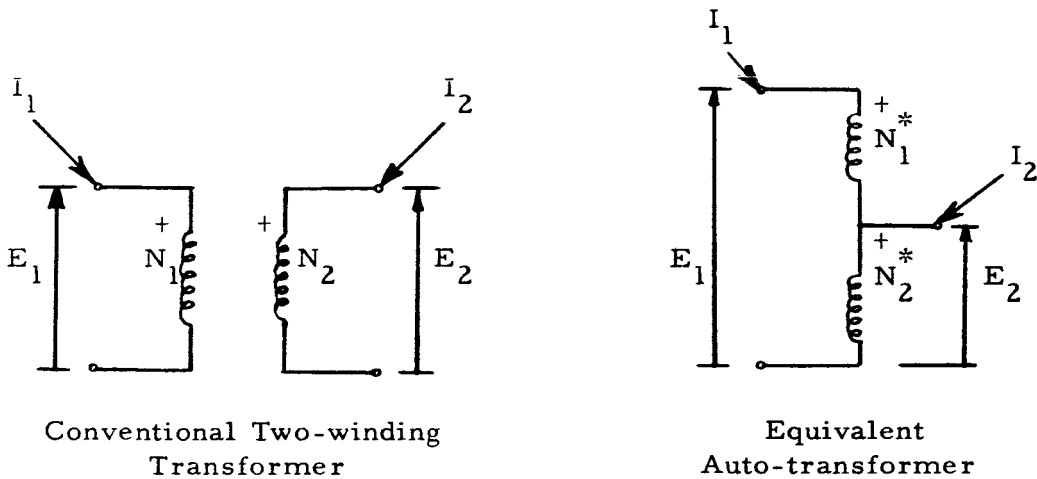 I1
I2
+
+
E1
N1
N2
E2
Conventional Two-winding
Transformer
I1
+
N1*
I2
+
E1
N2*
E2
Equivalent
Auto-transformer